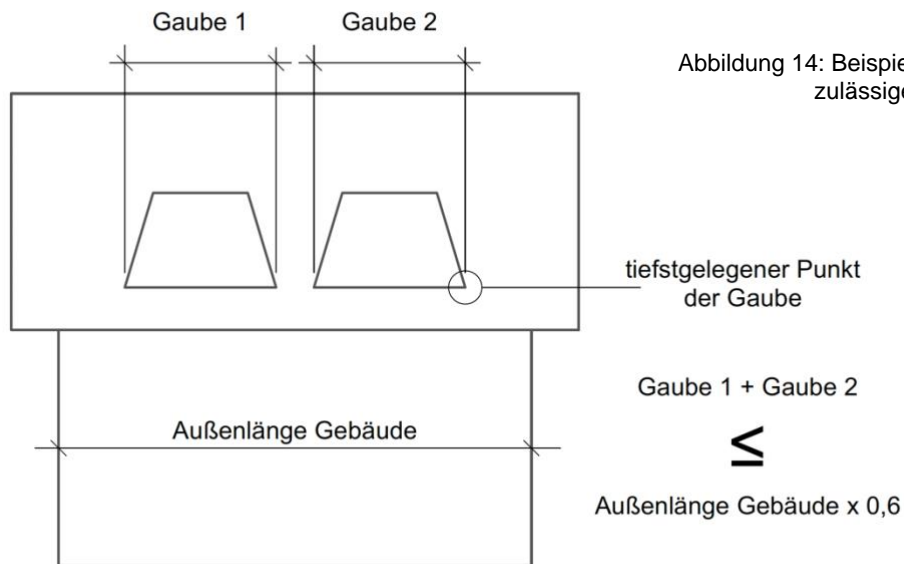 Gaube 1
Gaube 2
Abbildung 14: Beispie
zulässige
tiefstgelegener Punkt
der Gaube
Gaube 1 + Gaube 2
≤
Außenlänge Gebäude x 0,6
Außenlänge Gebäude